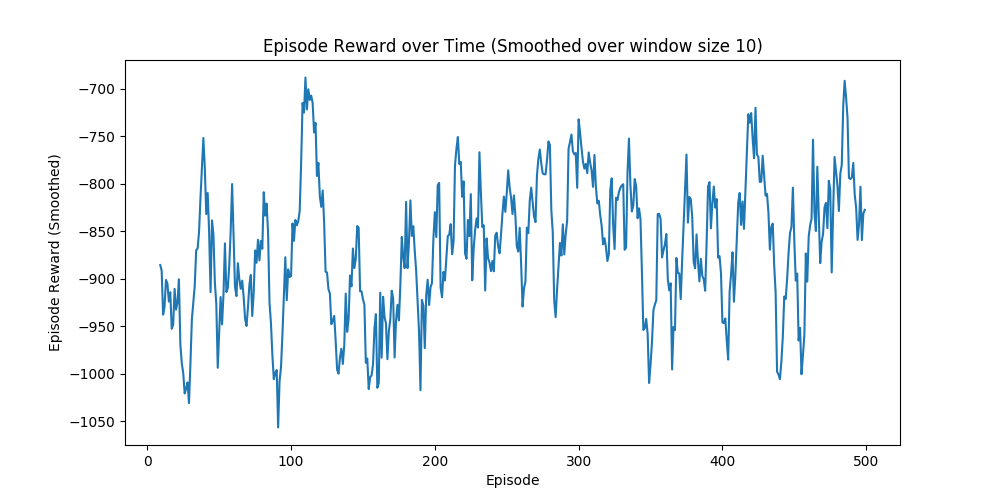 Episode Reward over Time (Smoothed over window size 10)
Episode Reward (Smoothed)
−700
−750
−800
−850
−900
−950
−1000
−1050
0 100 200 300 400 500
Episode